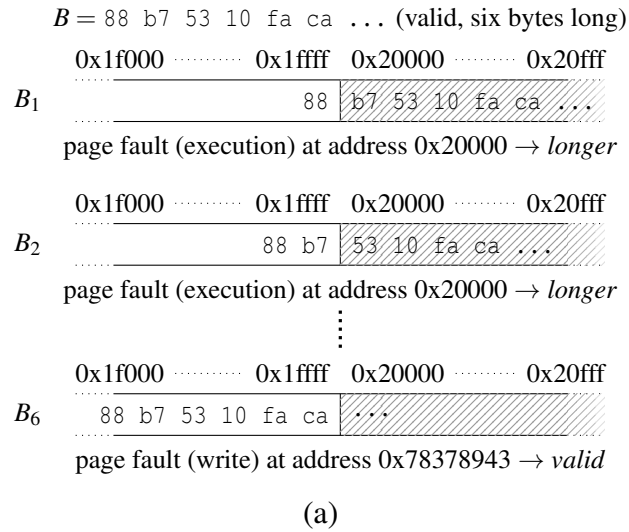 B = 88 b7 53 10 fa ca ... (valid, six bytes long)
0x1f000 ·········· 0x1ffff 0x20000 ·········· 0x20fff
B₁ 88 b7 53 10 fa ca ...
page fault (execution) at address 0x20000 → longer
0x1f000 ·········· 0x1ffff 0x20000 ·········· 0x20fff
B₂ 88 b7 53 10 fa ca ...
page fault (execution) at address 0x20000 → longer
0x1f000 ·········· 0x1ffff 0x20000 ·········· 0x20fff
B₆ 88 b7 53 10 fa ca ...
page fault (write) at address 0x78378943 → valid
(a)